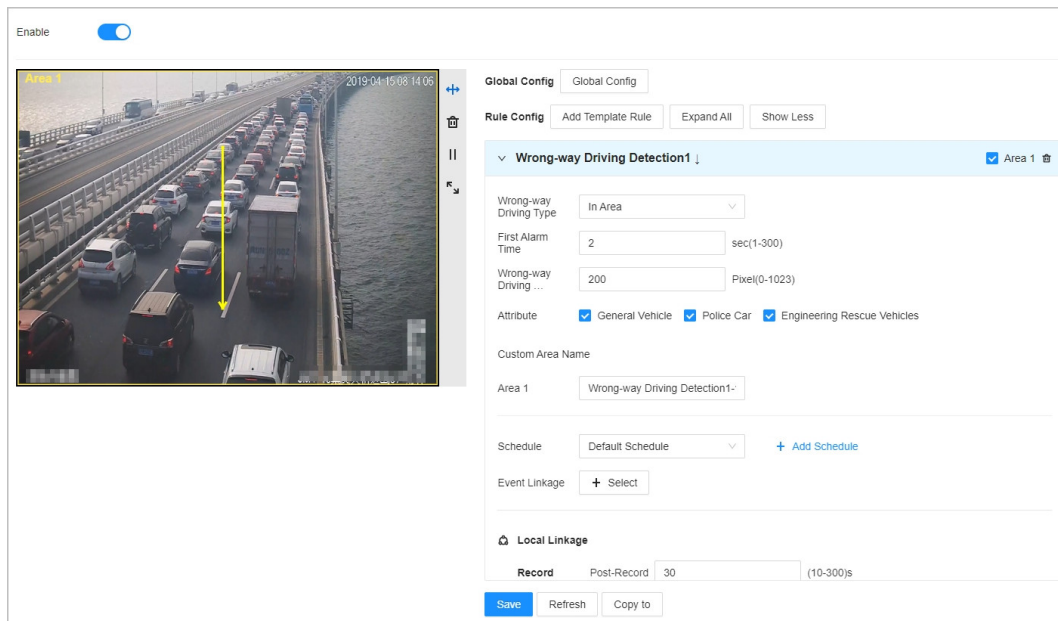 Enable
Area 1
2019-04-15 08 14 06
Global Config Global Config
Rule Config Add Template Rule Expand All Show Less
Wrong-way Driving Detection1 ↓ Area 1
Wrong-way
Driving Type
In Area
First Alarm
Time
2 sec(1-300)
Wrong-way
Driving ...
200 Pixel(0-1023)
Attribute General Vehicle Police Car Engineering Rescue Vehicles
Custom Area Name
Area 1 Wrong-way Driving Detection1-
Schedule Default Schedule + Add Schedule
Event Linkage + Select
Local Linkage
Record Post-Record 30 (10-300)s
Save Refresh Copy to